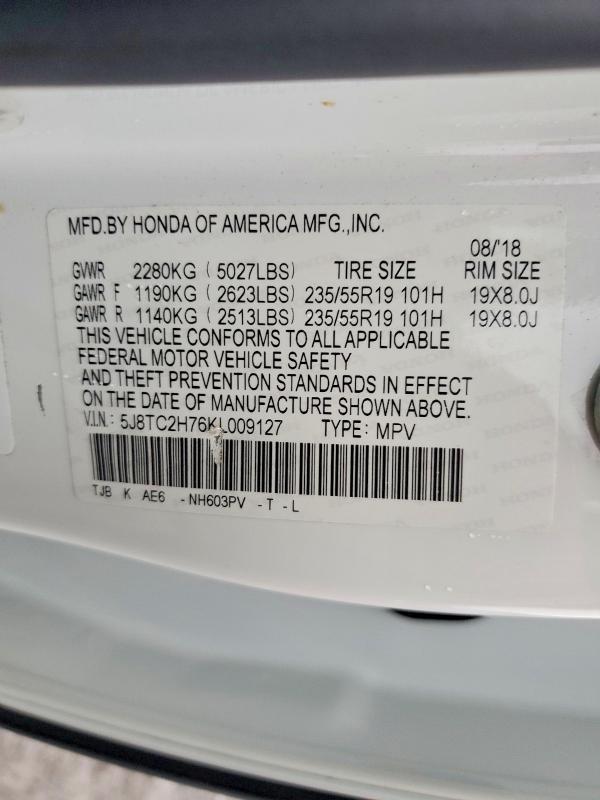 MFD.BY HONDA OF AMERICA MFG.,INC.
08/'18
GVWR 2280KG ( 5027LBS) TIRE SIZE RIM SIZE
GAWR F 1190KG ( 2623LBS) 235/55R19 101H 19X8.0J
GAWR R 1140KG ( 2513LBS) 235/55R19 101H 19X8.0J
THIS VEHICLE CONFORMS TO ALL APPLICABLE
FEDERAL MOTOR VEHICLE SAFETY
AND THEFT PREVENTION STANDARDS IN EFFECT
ON THE DATE OF MANUFACTURE SHOWN ABOVE.
V.I.N.: 5J8TC2H76KL009127 TYPE: MPV
TJB K AE6 -NH603PV -T -L